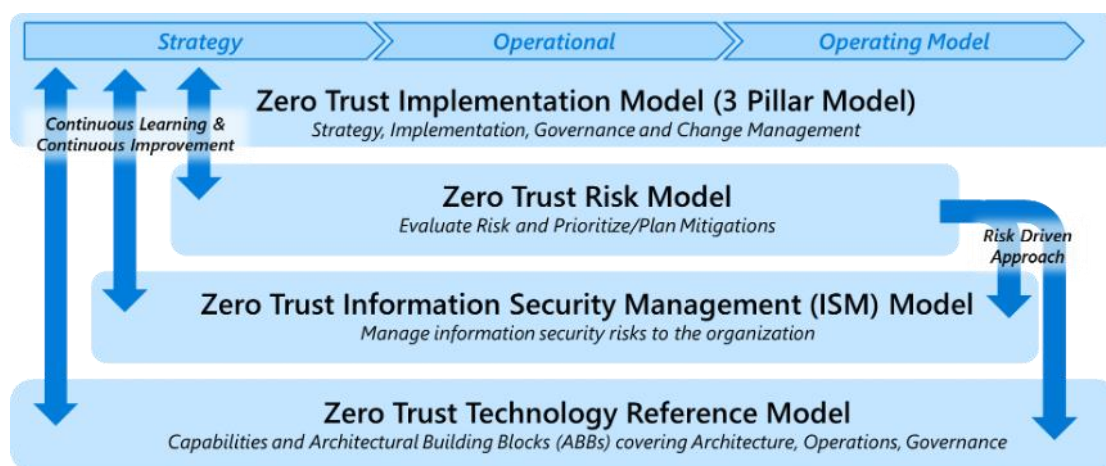 Strategy
Operational
Operating Model
Zero Trust Implementation Model (3 Pillar Model)
Strategy, Implementation, Governance and Change Management
Continuous Learning &
Continuous Improvement
Zero Trust Risk Model
Evaluate Risk and Prioritize/Plan Mitigations
Risk Driven
Approach
Zero Trust Information Security Management (ISM) Model
Manage information security risks to the organization
Zero Trust Technology Reference Model
Capabilities and Architectural Building Blocks (ABBs) covering Architecture, Operations, Governance